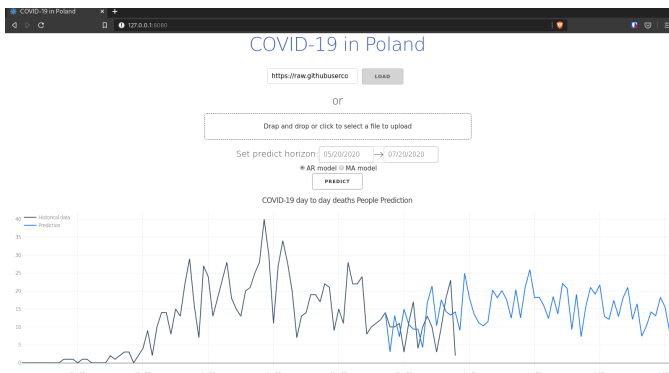 COVID-19 in Poland
127.0.0.1:8080
COVID-19 in Poland
https://raw.githubuserco LOAD
or
Drap and drop or click to select a file to upload
Set predict horizon: 05/20/2020 → 07/20/2020
AR model MA model
PREDICT
COVID-19 day to day deaths People Prediction
Historical data
Prediction
40
35
30
25
20
15
10
5
0